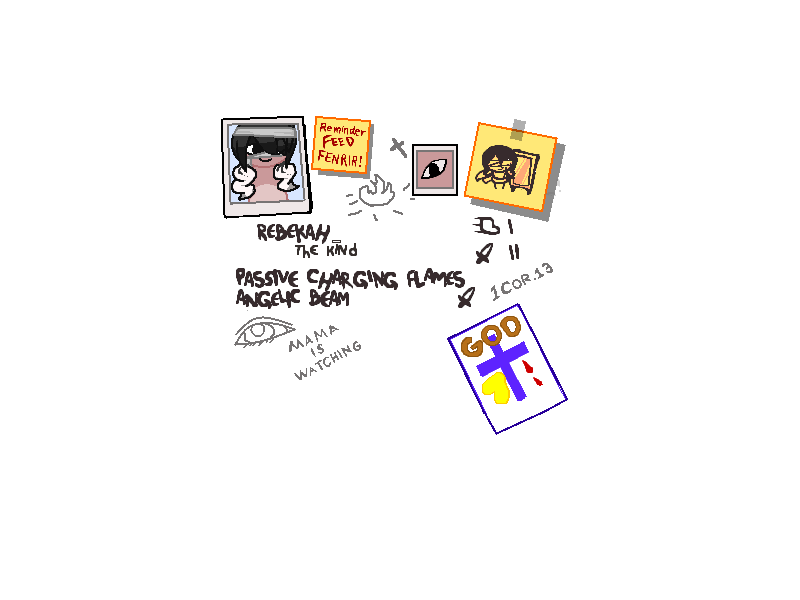 Reminder
FEED
FENRIR!
REBEKAH
THE KIND
PASSIVE CHARGING FLAMES
ANGELIC BEAM
I
II
1COR.13
MAMA
IS
WATCHING
GOD